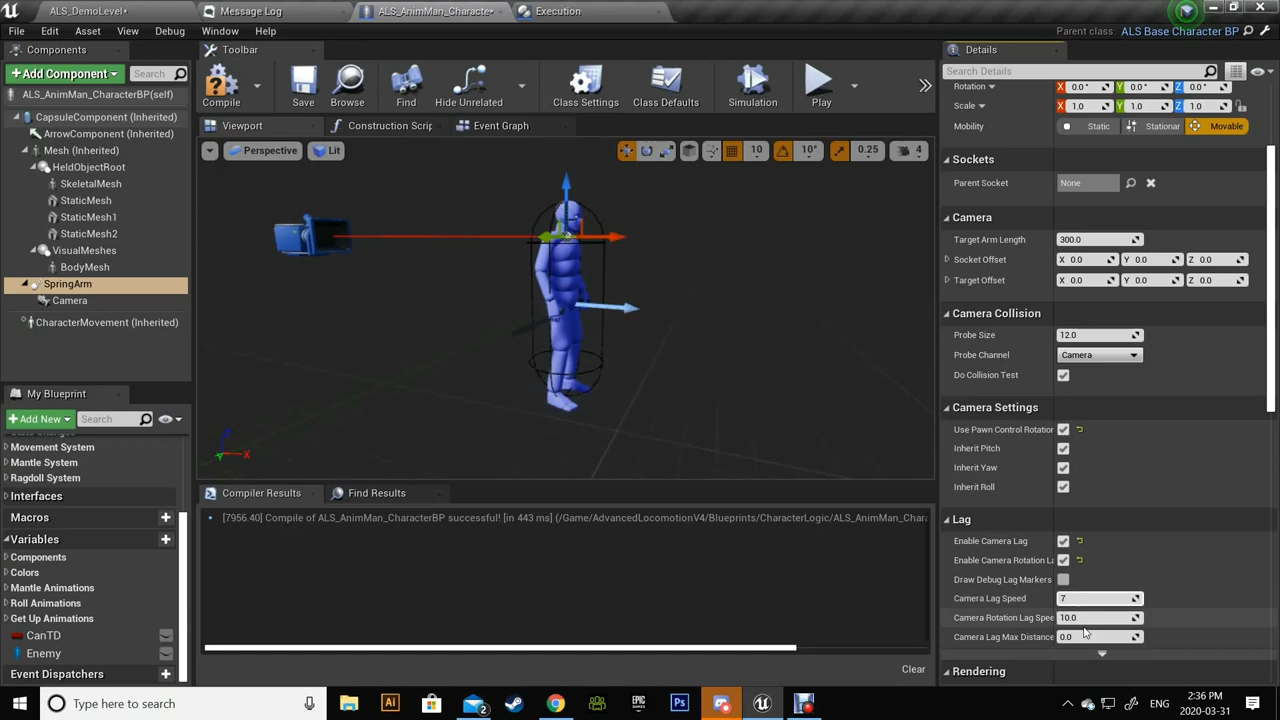 ALS_DemoLevel•
Message Log
ALS_AnimMan_Characte•
Execution
File
Edit
Asset
View
Debug
Window
Help
Parent class:
ALS Base Character BP
Components
Add Component
Search
ALS_AnimMan_CharacterBP(self)
CapsuleComponent (Inherited)
ArrowComponent (Inherited)
Mesh (Inherited)
HeldObjectRoot
SkeletalMesh
StaticMesh
StaticMesh1
StaticMesh2
VisualMeshes
BodyMesh
SpringArm
Camera
CharacterMovement (Inherited)
My Blueprint
Add New
Search
Movement System
Mantle System
Ragdoll System
Interfaces
Macros
Variables
Components
Colors
Mantle Animations
Roll Animations
Get Up Animations
CanTD
Enemy
Event Dispatchers
Toolbar
Compile
Save
Browse
Find
Hide Unrelated
Class Settings
Class Defaults
Simulation
Play
Viewport
Construction Scrip
Event Graph
Perspective
Lit
10
10°
0.25
4
X
Compiler Results
Find Results
[7956.40] Compile of ALS_AnimMan_CharacterBP successful! [in 443 ms] (/Game/AdvancedLocomotionV4/Blueprints/CharacterLogic/ALS_AnimMan_Chara
Clear
Details
Search Details
Rotation X 0.0° Y 0.0° Z 0.0°
Scale X 1.0 Y 1.0 Z 1.0
Mobility Static Stationar Movable
Sockets
Parent Socket None
Camera
Target Arm Length 300.0
Socket Offset X 0.0 Y 0.0 Z 0.0
Target Offset X 0.0 Y 0.0 Z 0.0
Camera Collision
Probe Size 12.0
Probe Channel Camera
Do Collision Test
Camera Settings
Use Pawn Control Rotation
Inherit Pitch
Inherit Yaw
Inherit Roll
Lag
Enable Camera Lag
Enable Camera Rotation La
Draw Debug Lag Markers
Camera Lag Speed 7
Camera Rotation Lag Spee 10.0
Camera Lag Max Distance 0.0
Rendering
Type here to search
Ai
EPIC GAMES
Ps
2
ENG
2:36 PM
2020-03-31